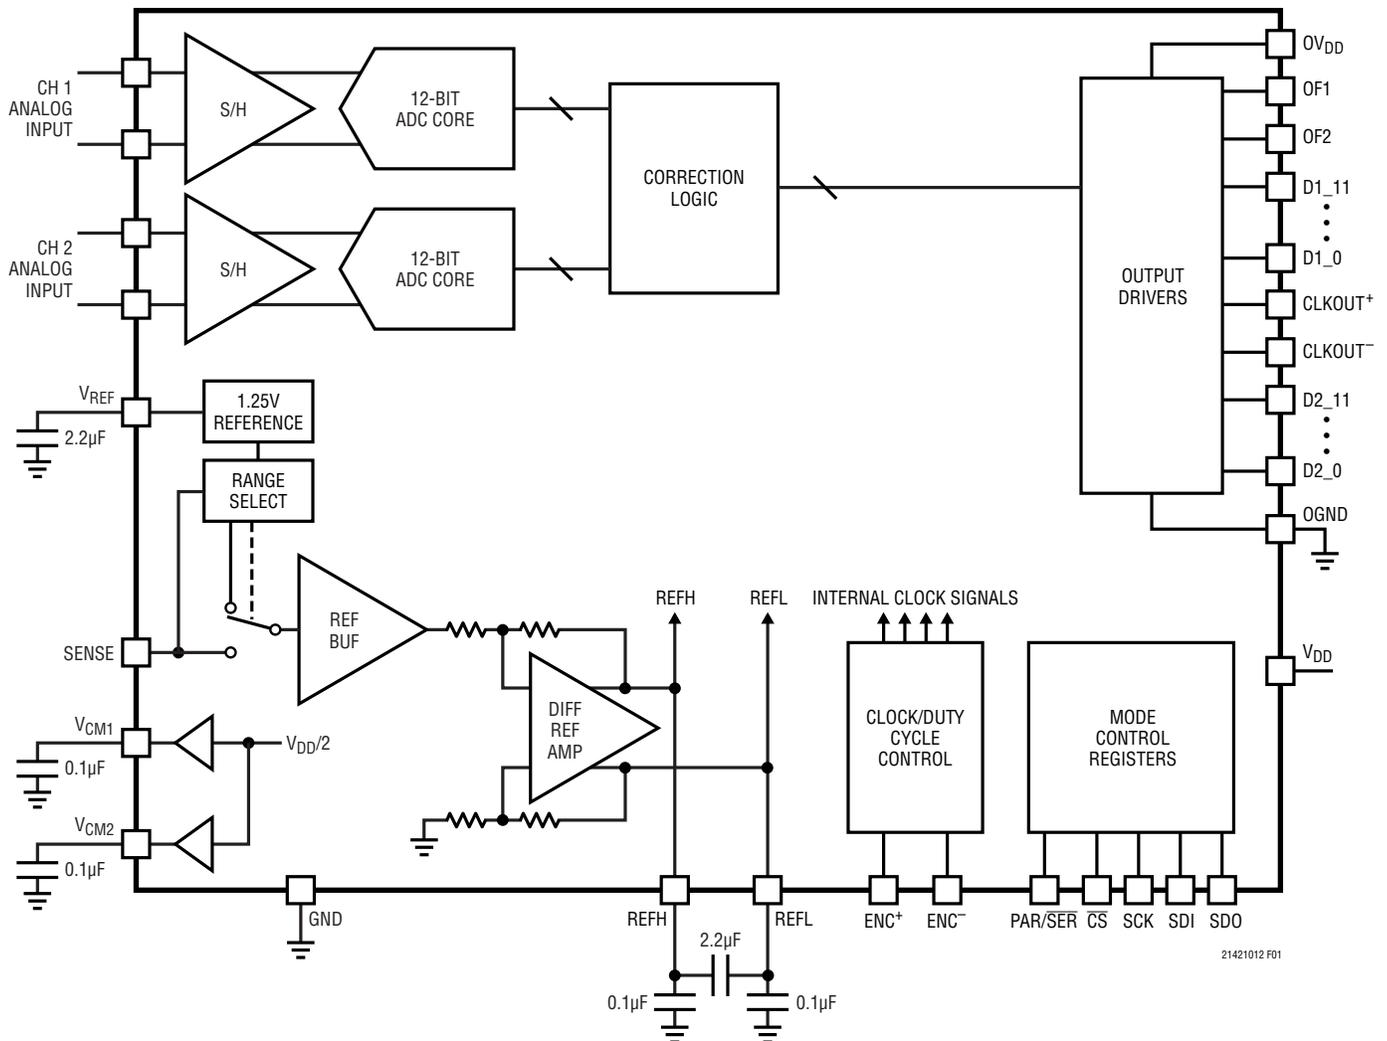 CH 1
ANALOG
INPUT
S/H
12-BIT
ADC CORE
CH 2
ANALOG
INPUT
S/H
12-BIT
ADC CORE
CORRECTION
LOGIC
OUTPUT
DRIVERS
OVDD
OF1
OF2
D1_11
D1_0
CLKOUT+
CLKOUT–
D2_11
D2_0
OGND
VDD
VREF
2.2µF
1.25V
REFERENCE
RANGE
SELECT
SENSE
REF
BUF
DIFF
REF
AMP
REFH
REFL
INTERNAL CLOCK SIGNALS
CLOCK/DUTY
CYCLE
CONTROL
MODE
CONTROL
REGISTERS
VCM1
0.1µF
VDD/2
VCM2
0.1µF
GND
REFH
REFL
2.2µF
0.1µF
0.1µF
ENC+
ENC–
PAR/SER
CS
SCK
SDI
SDO
21421012 F01